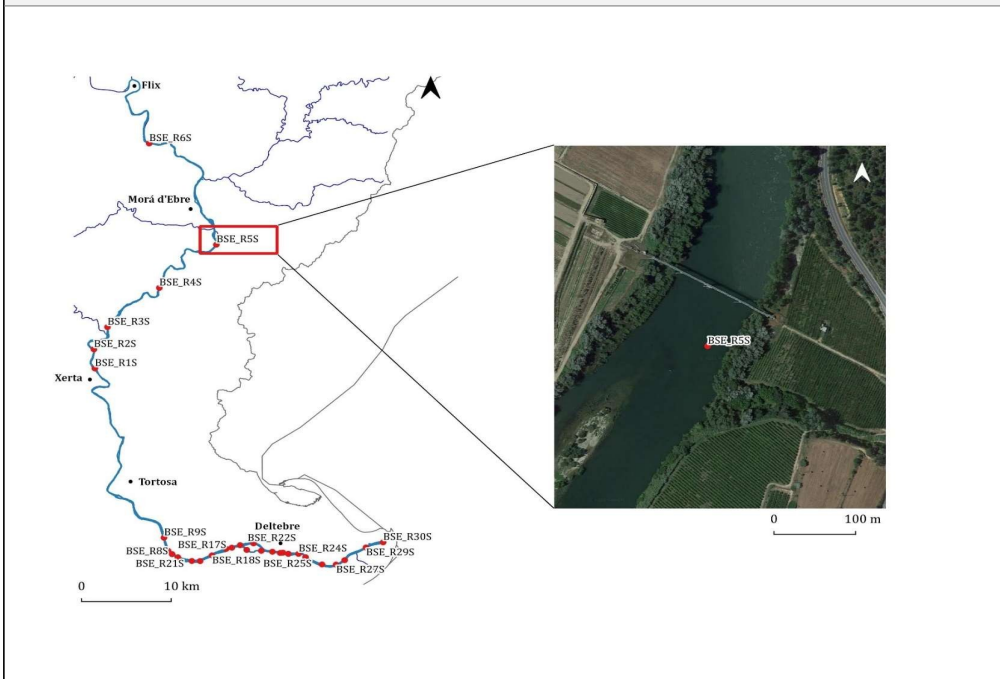 Flix
BSE_R6S
Morá d'Ebre
BSE_R5S
BSE_R4S
BSE_R3S
BSE_R2S
BSE_R1S
Xerta
BSE_R5S
Tortosa
0 100 m
Deltebre
BSE_R9S
BSE_R17S
BSE_R22S
BSE_R30S
BSE_R8S
BSE_R24S
BSE_R29S
BSE_R21S
BSE_R18S
BSE_R25S
BSE_R27S
0 10 km